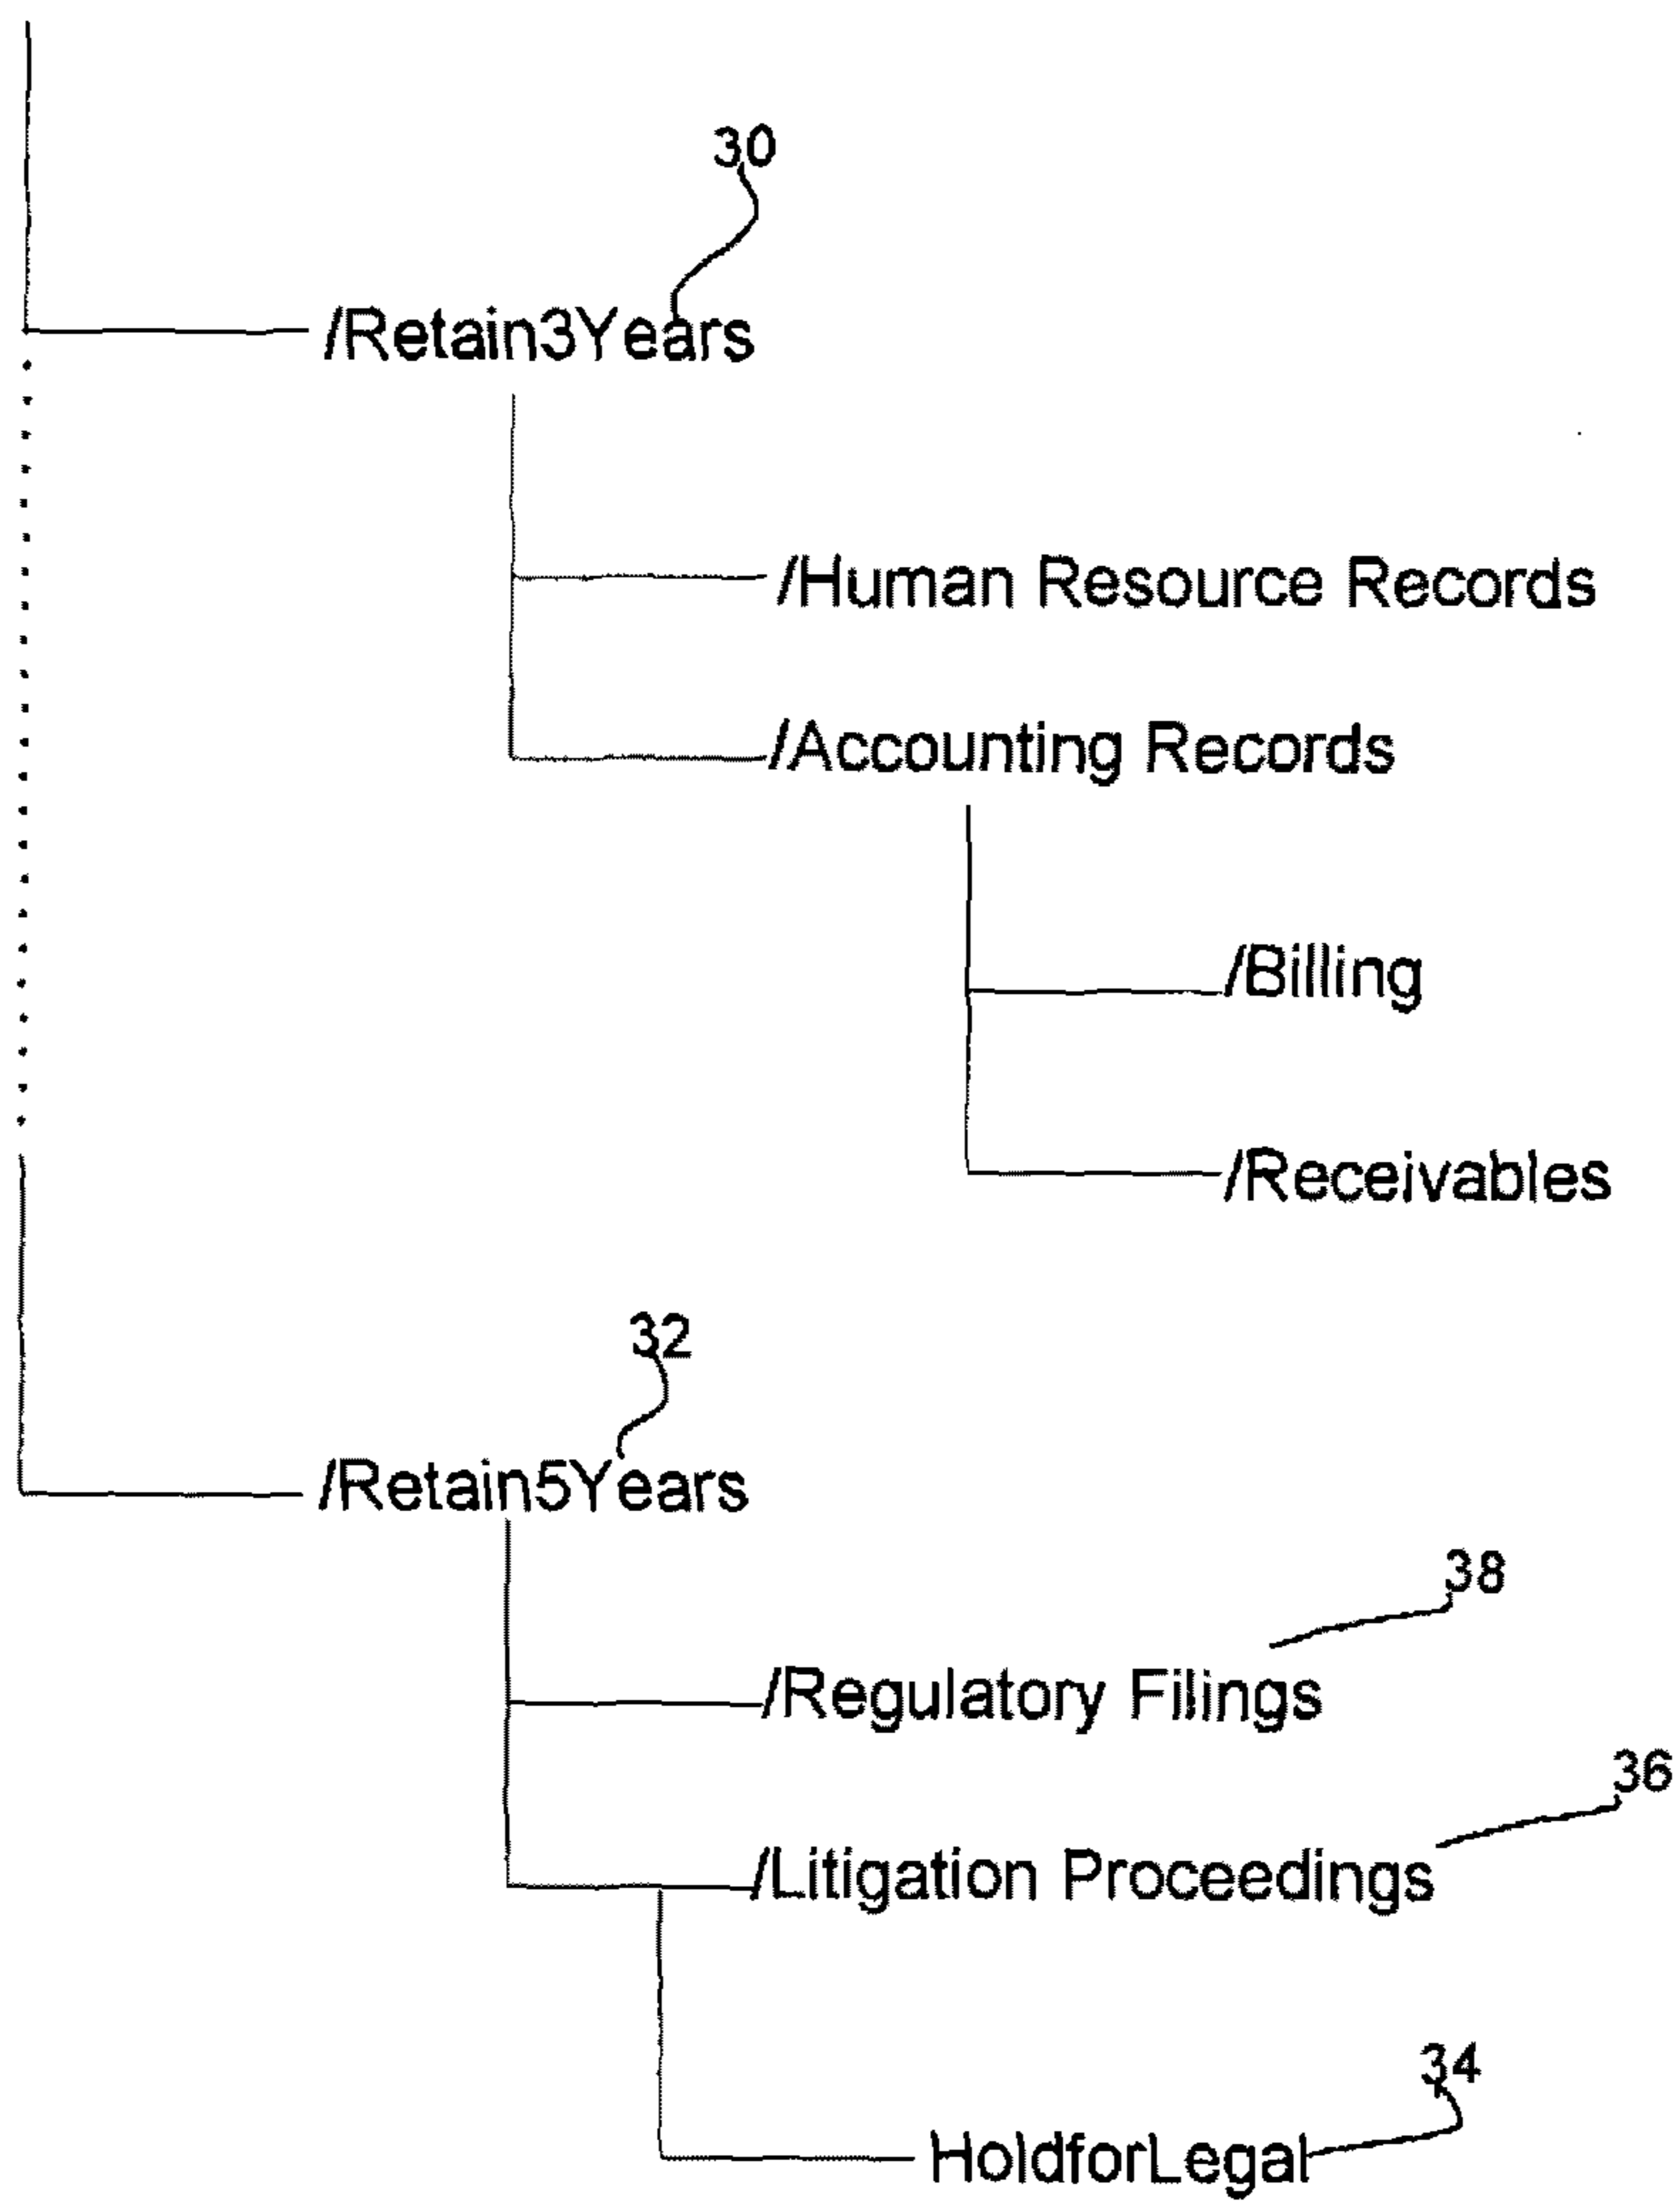 30
/Retain3Years
/Human Resource Records
/Accounting Records
/Billing
/Receivables
32
/Retain5Years
38
/Regulatory Filings
36
/Litigation Proceedings
34
HoldforLegal